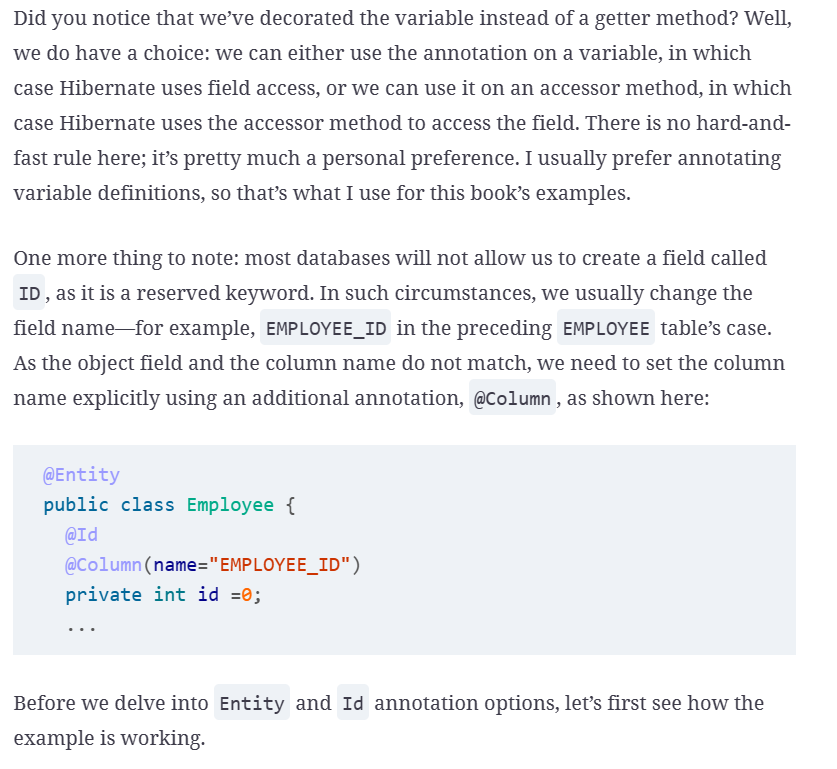 Did you notice that we’ve decorated the variable instead of a getter method? Well,
we do have a choice: we can either use the annotation on a variable, in which
case Hibernate uses field access, or we can use it on an accessor method, in which
case Hibernate uses the accessor method to access the field. There is no hard-and-
fast rule here; it’s pretty much a personal preference. I usually prefer annotating
variable definitions, so that’s what I use for this book’s examples.
One more thing to note: most databases will not allow us to create a field called
ID, as it is a reserved keyword. In such circumstances, we usually change the
field name—for example, EMPLOYEE_ID in the preceding EMPLOYEE table’s case.
As the object field and the column name do not match, we need to set the column
name explicitly using an additional annotation, @Column, as shown here:
@Entity
public class Employee {
  @Id
  @Column(name="EMPLOYEE_ID")
  private int id =0;
  ...
Before we delve into Entity and Id annotation options, let’s first see how the
example is working.